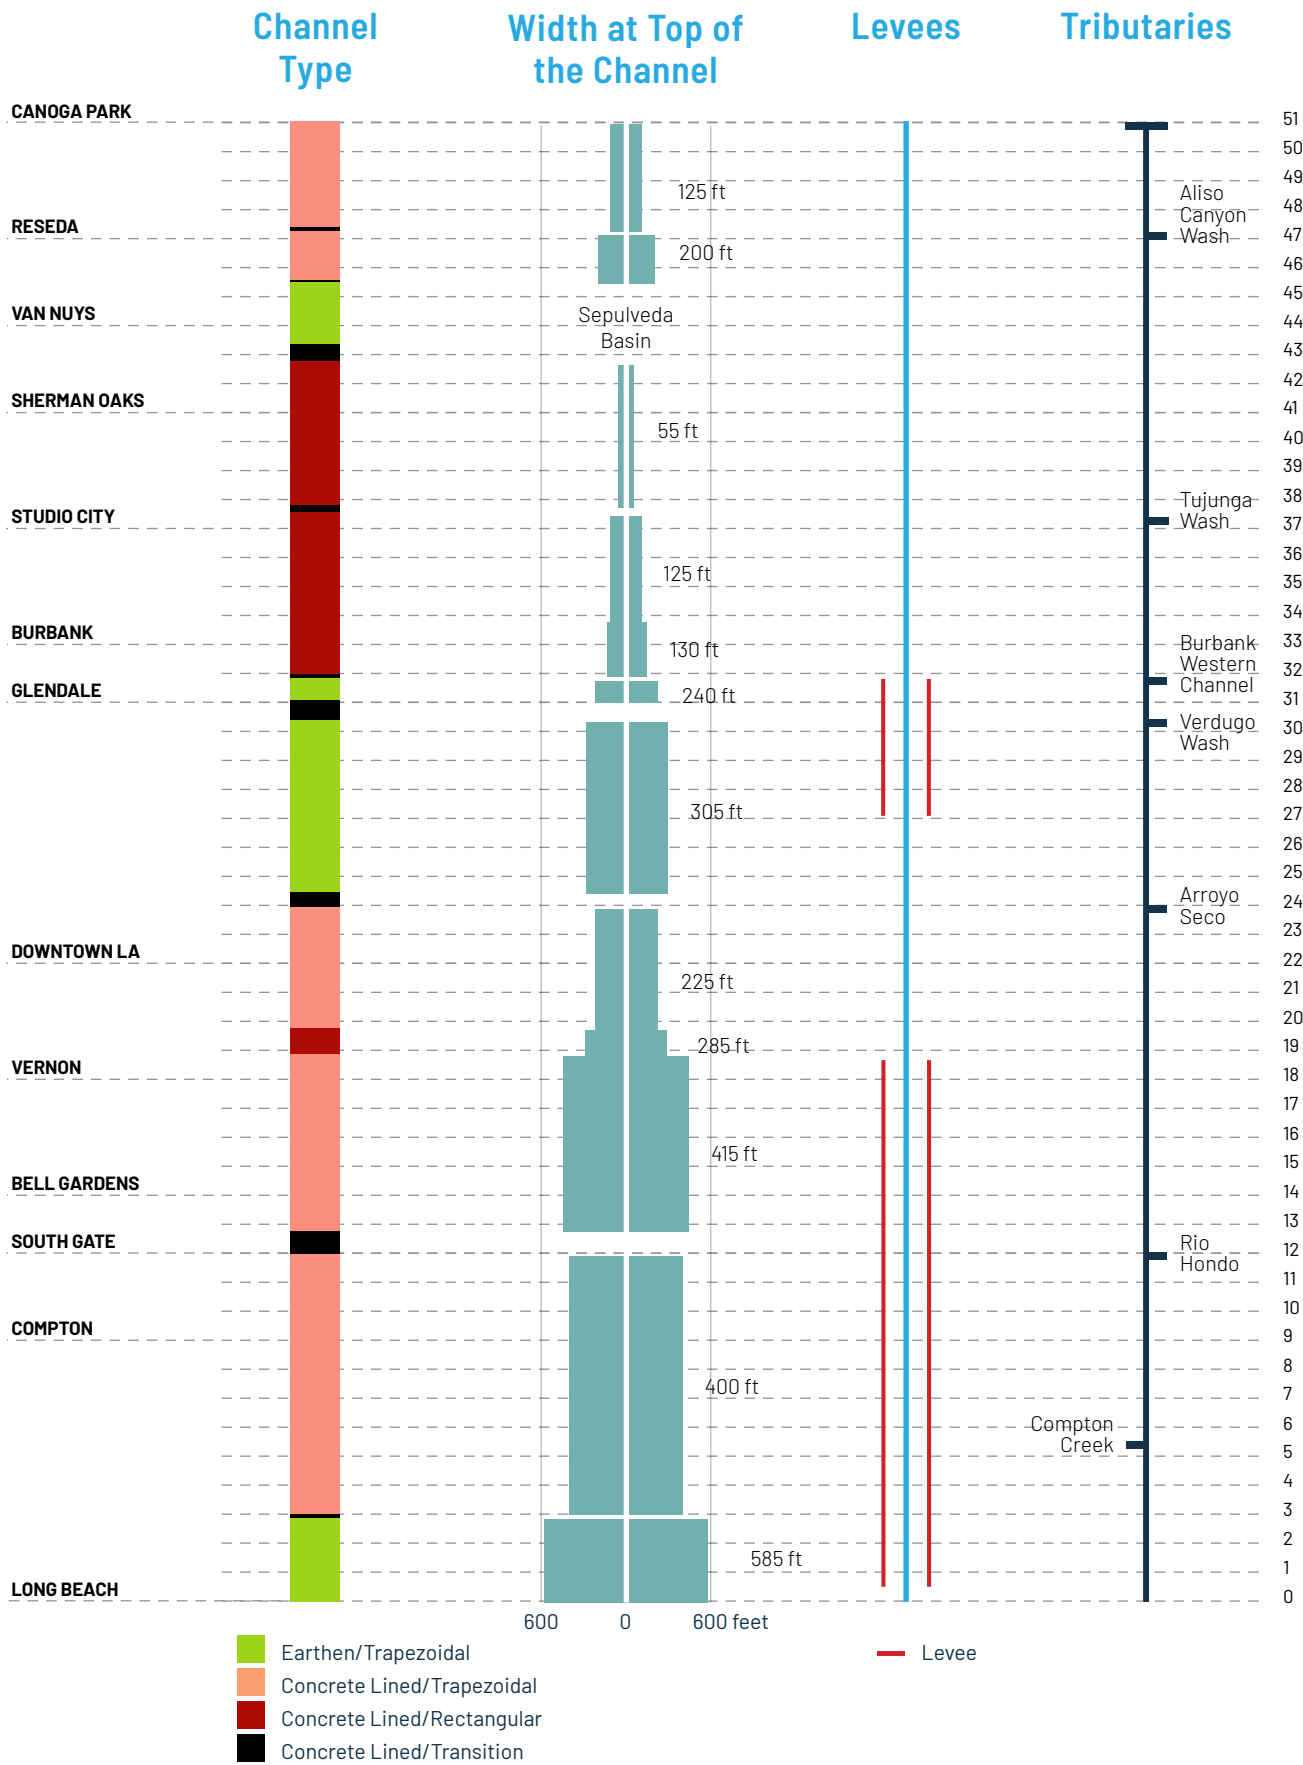 Channel
Type
Width at Top of
the Channel
Levees
Tributaries
CANOGA PARK
51
50
49
125 ft
Aliso
48
Canyon
RESEDA
47
Wash
200 ft
46
45
VAN NUYS
Sepulveda
44
Basin
43
42
SHERMAN OAKS
41
55 ft
40
39
38
Tujunga
STUDIO CITY
Wash
37
36
125 ft
35
34
BURBANK
33
Burbank
130 ft
Western
32
Channel
GLENDALE
240 ft
31
Verdugo
30
Wash
29
28
305 ft
27
26
25
Arroyo
24
Seco
23
DOWNTOWN LA
22
225 ft
21
20
285 ft
19
VERNON
18
17
16
415 ft
15
BELL GARDENS
14
13
SOUTH GATE
Rio
12
Hondo
11
10
COMPTON
9
8
400 ft
7
Compton
6
Creek
5
4
3
2
585 ft
1
LONG BEACH
0
600
0
600 feet
Earthen/Trapezoidal
Levee
Concrete Lined/Trapezoidal
Concrete Lined/Rectangular
Concrete Lined/Transition